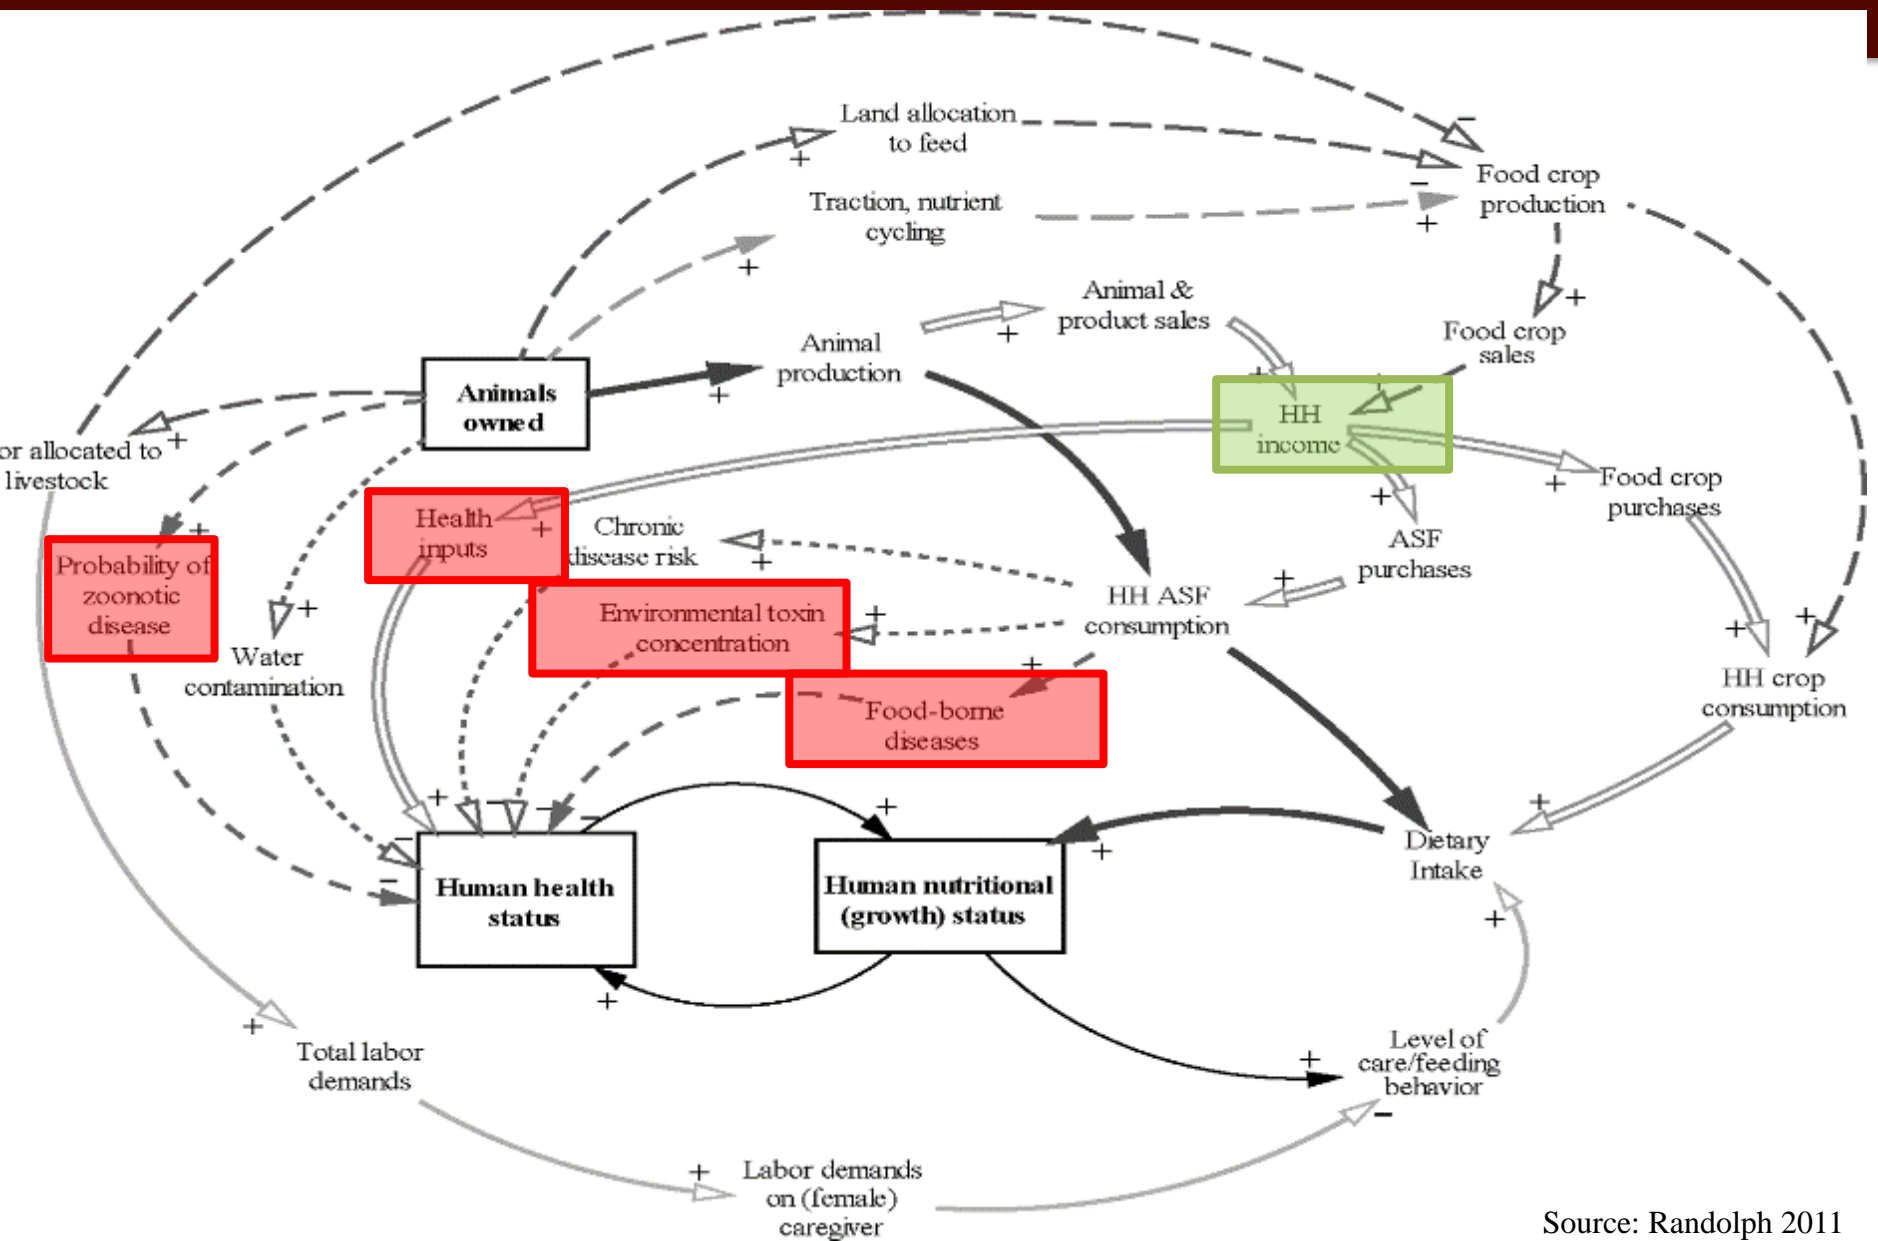 Land allocation
to feed
Food crop
production
Traction, nutrient
cycling
Animal &
product sales
Food crop
sales
Animal
production
Animals
owned
HH
income
or allocated to
livestock
Food crop
purchases
Health
inputs
Chronic
disease risk
ASF
purchases
Probability of
zoonotic
disease
Environmental toxin
concentration
HH ASF
consumption
Water
contamination
Food-borne
diseases
HH crop
consumption
Dietary
Intake
Human health
status
Human nutritional
(growth) status
Total labor
demands
Level of
care/feeding
behavior
Labor demands
on (female)
caregiver
Source: Randolph 2011